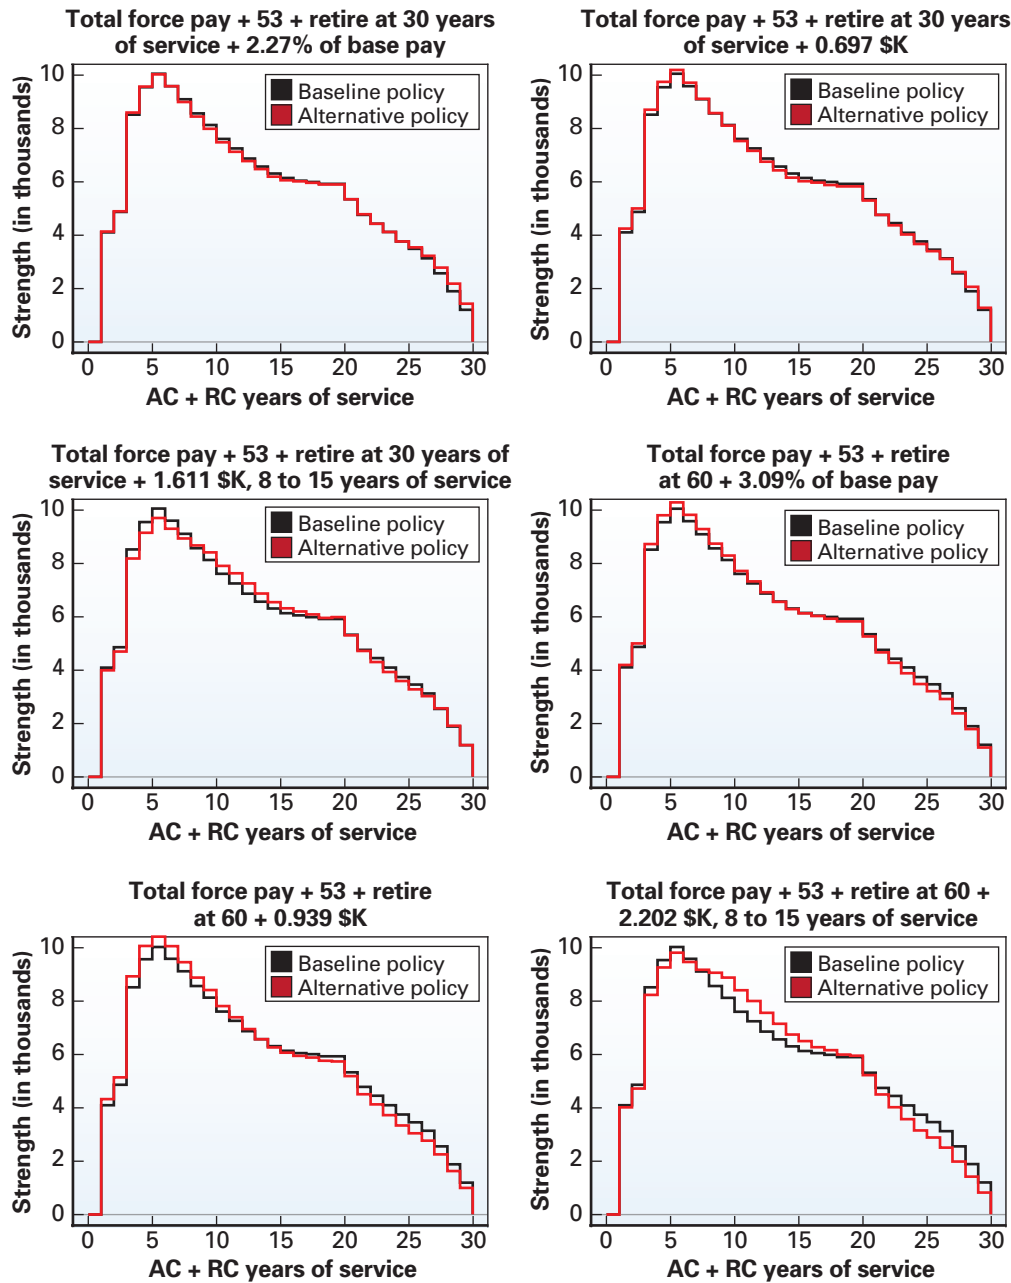 Total force pay + 53 + retire at 30 years
of service + 2.27% of base pay
Strength (in thousands)
10
8
6
4
2
0
Baseline policy
Alternative policy
0 5 10 15 20 25 30
AC + RC years of service
Total force pay + 53 + retire at 30 years
of service + 0.697 $K
Strength (in thousands)
10
8
6
4
2
0
Baseline policy
Alternative policy
0 5 10 15 20 25 30
AC + RC years of service
Total force pay + 53 + retire at 30 years of
service + 1.611 $K, 8 to 15 years of service
Strength (in thousands)
10
8
6
4
2
0
Baseline policy
Alternative policy
0 5 10 15 20 25 30
AC + RC years of service
Total force pay + 53 + retire
at 60 + 3.09% of base pay
Strength (in thousands)
10
8
6
4
2
0
Baseline policy
Alternative policy
0 5 10 15 20 25 30
AC + RC years of service
Total force pay + 53 + retire
at 60 + 0.939 $K
Strength (in thousands)
10
8
6
4
2
0
Baseline policy
Alternative policy
0 5 10 15 20 25 30
AC + RC years of service
Total force pay + 53 + retire at 60 +
2.202 $K, 8 to 15 years of service
Strength (in thousands)
10
8
6
4
2
0
Baseline policy
Alternative policy
0 5 10 15 20 25 30
AC + RC years of service